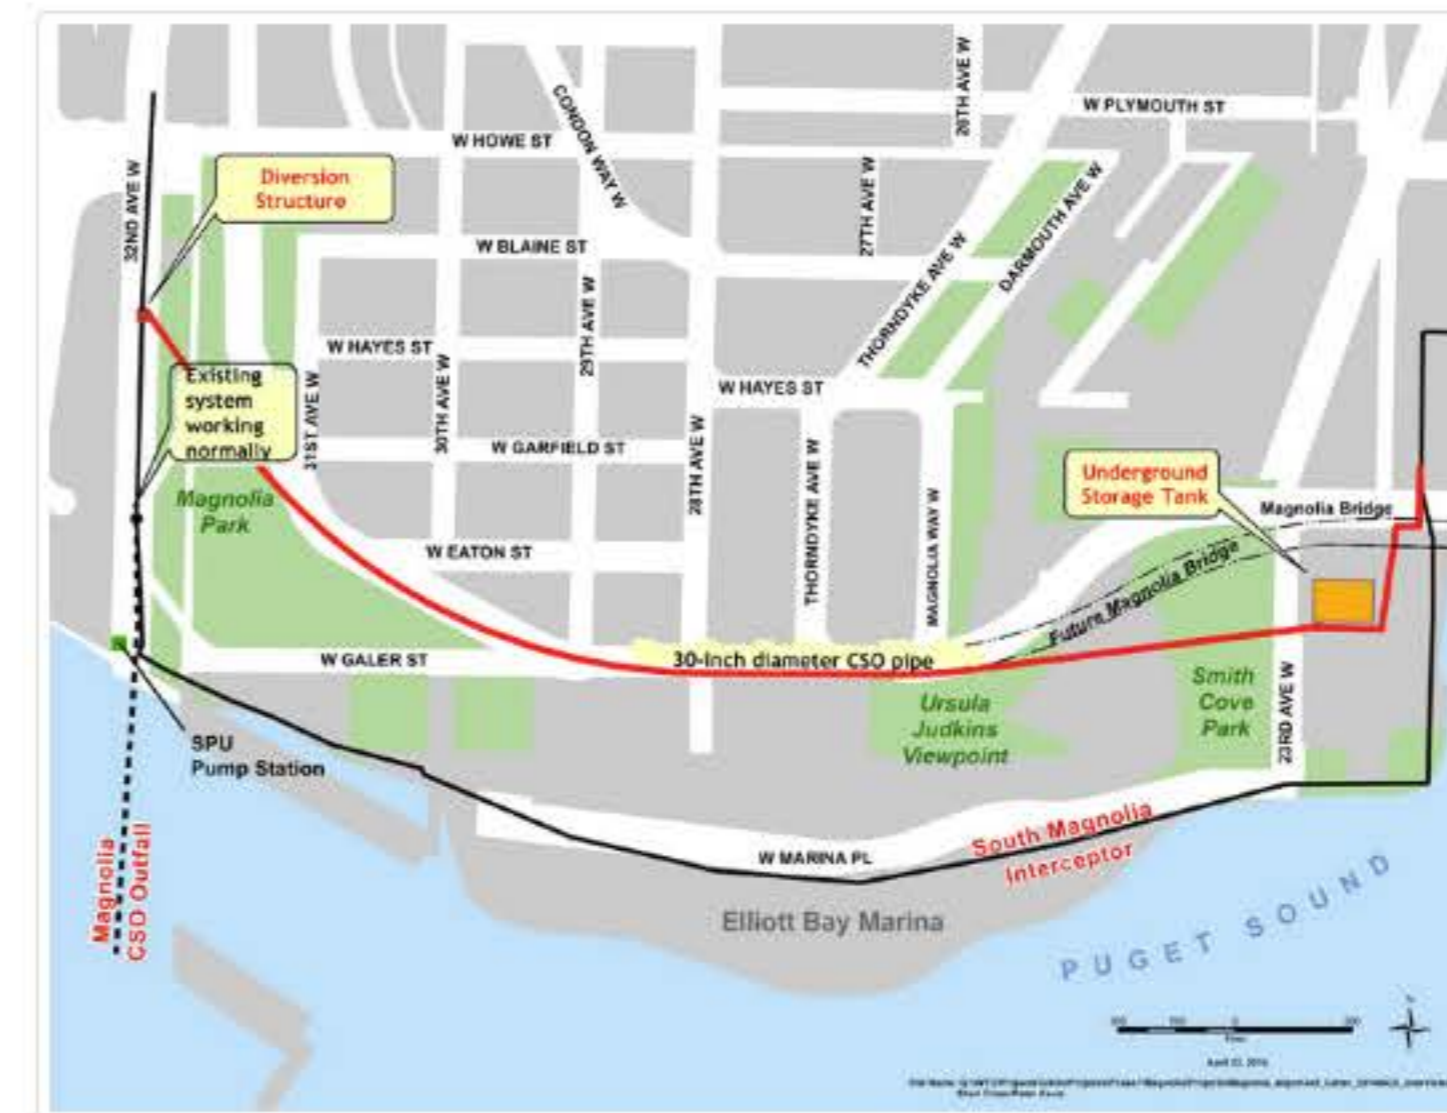 26TH AVE W
W PLYMOUTH ST
CONDON WAY W
W HOWE ST
32ND AVE W
Diversion
Structure
27TH AVE W
DARMOUTH AVE W
W BLAINE ST
THORNDYKE AVE W
29TH AVE W
W HAYES ST
Existing
system
working
normally
31ST AVE W
30TH AVE W
W HAYES ST
W GARFIELD ST
28TH AVE W
THORNDYKE AVE W
MAGNOLIA WAY W
Underground
Storage Tank
Magnolia
Park
Magnolia Bridge
W EATON ST
Future Magnolia Bridge
W GALER ST
30-inch diameter CSO pipe
Smith
Cove
Park
23RD AVE W
Ursula
Judkins
Viewpoint
SPU
Pump Station
South Magnolia
Interceptor
Magnolia
CSO Outfall
W MARINA PL
Elliott Bay Marina
PUGET SOUND